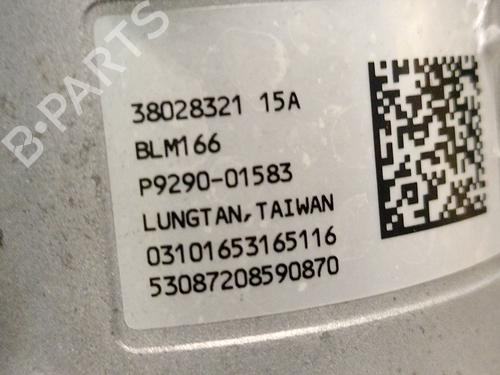 B-PARTS
38028321 15A
BLM166
P9290-01583
LUNGTAN, TAIWAN
03101653165116
53087208590870